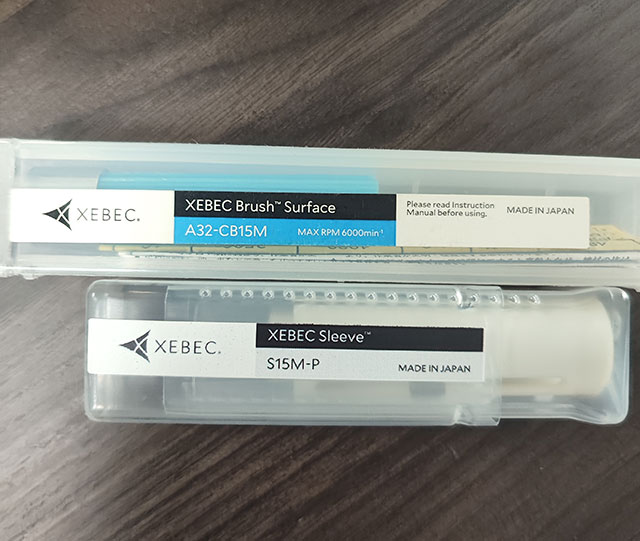 XEBEC®
XEBEC Brush™ Surface
A32-CB15M MAX RPM 6000min⁻¹
Please read Instruction
Manual before using.
MADE IN JAPAN
XEBEC®
XEBEC Sleeve™
S15M-P
MADE IN JAPAN